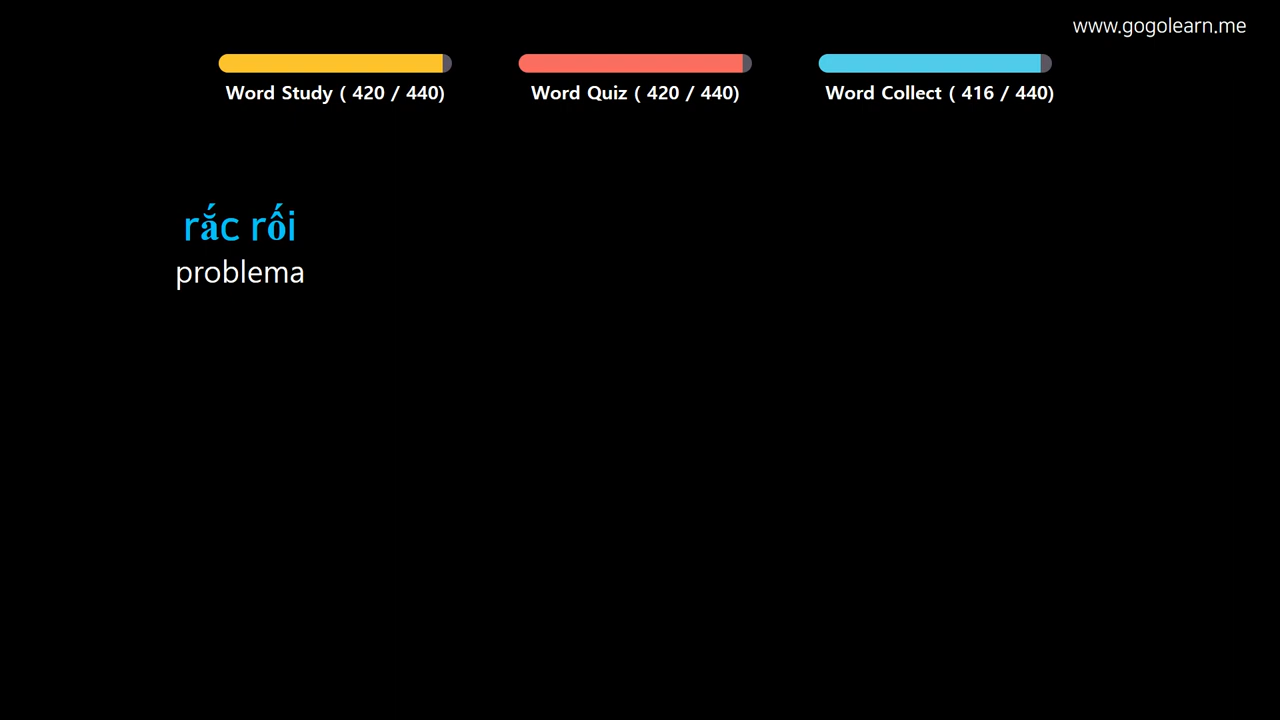 www.gogolearn.me
Word Study ( 420 / 440)
Word Quiz ( 420 / 440)
Word Collect ( 416 / 440)
rắc rối
problema